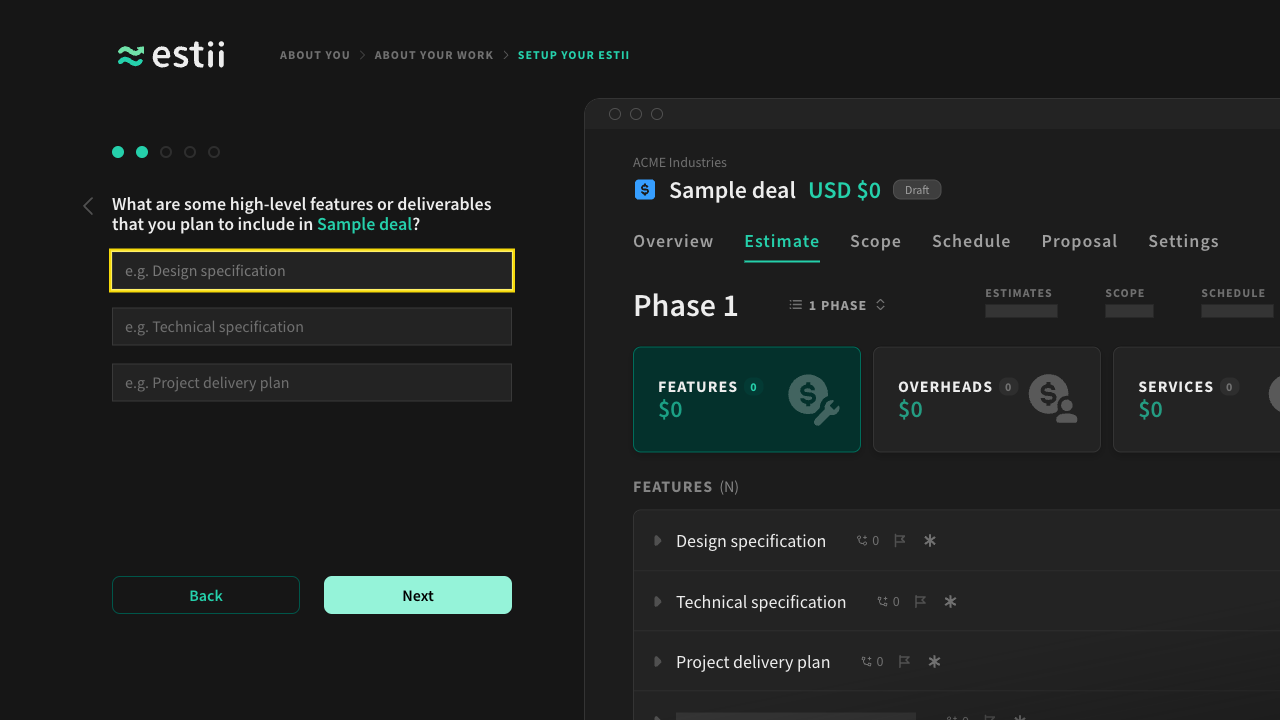 estii
ABOUT YOU
ABOUT YOUR WORK
SETUP YOUR ESTII
What are some high-level features or deliverables
that you plan to include in Sample deal?
e.g. Design specification
e.g. Technical specification
e.g. Project delivery plan
Back
Next
ACME Industries
$
Sample deal USD $0 Draft
Overview Estimate Scope Schedule Proposal Settings
Phase 1
1 PHASE
ESTIMATES
SCOPE
SCHEDULE
FEATURES 0
$0
$
OVERHEADS 0
$0
$
SERVICES 0
$0
FEATURES (N)
Design specification 0
Technical specification 0
Project delivery plan 0